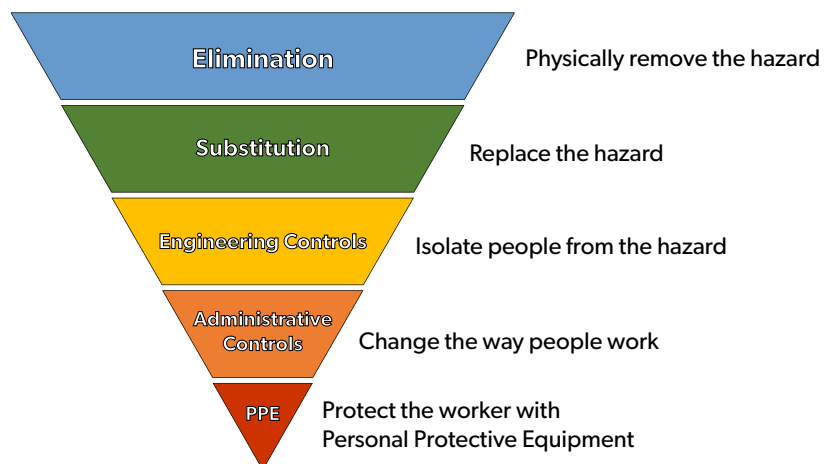 Elimination
Physically remove the hazard
Substitution
Replace the hazard
Engineering Controls
Isolate people from the hazard
Administrative
Controls
Change the way people work
PPE
Protect the worker with
Personal Protective Equipment